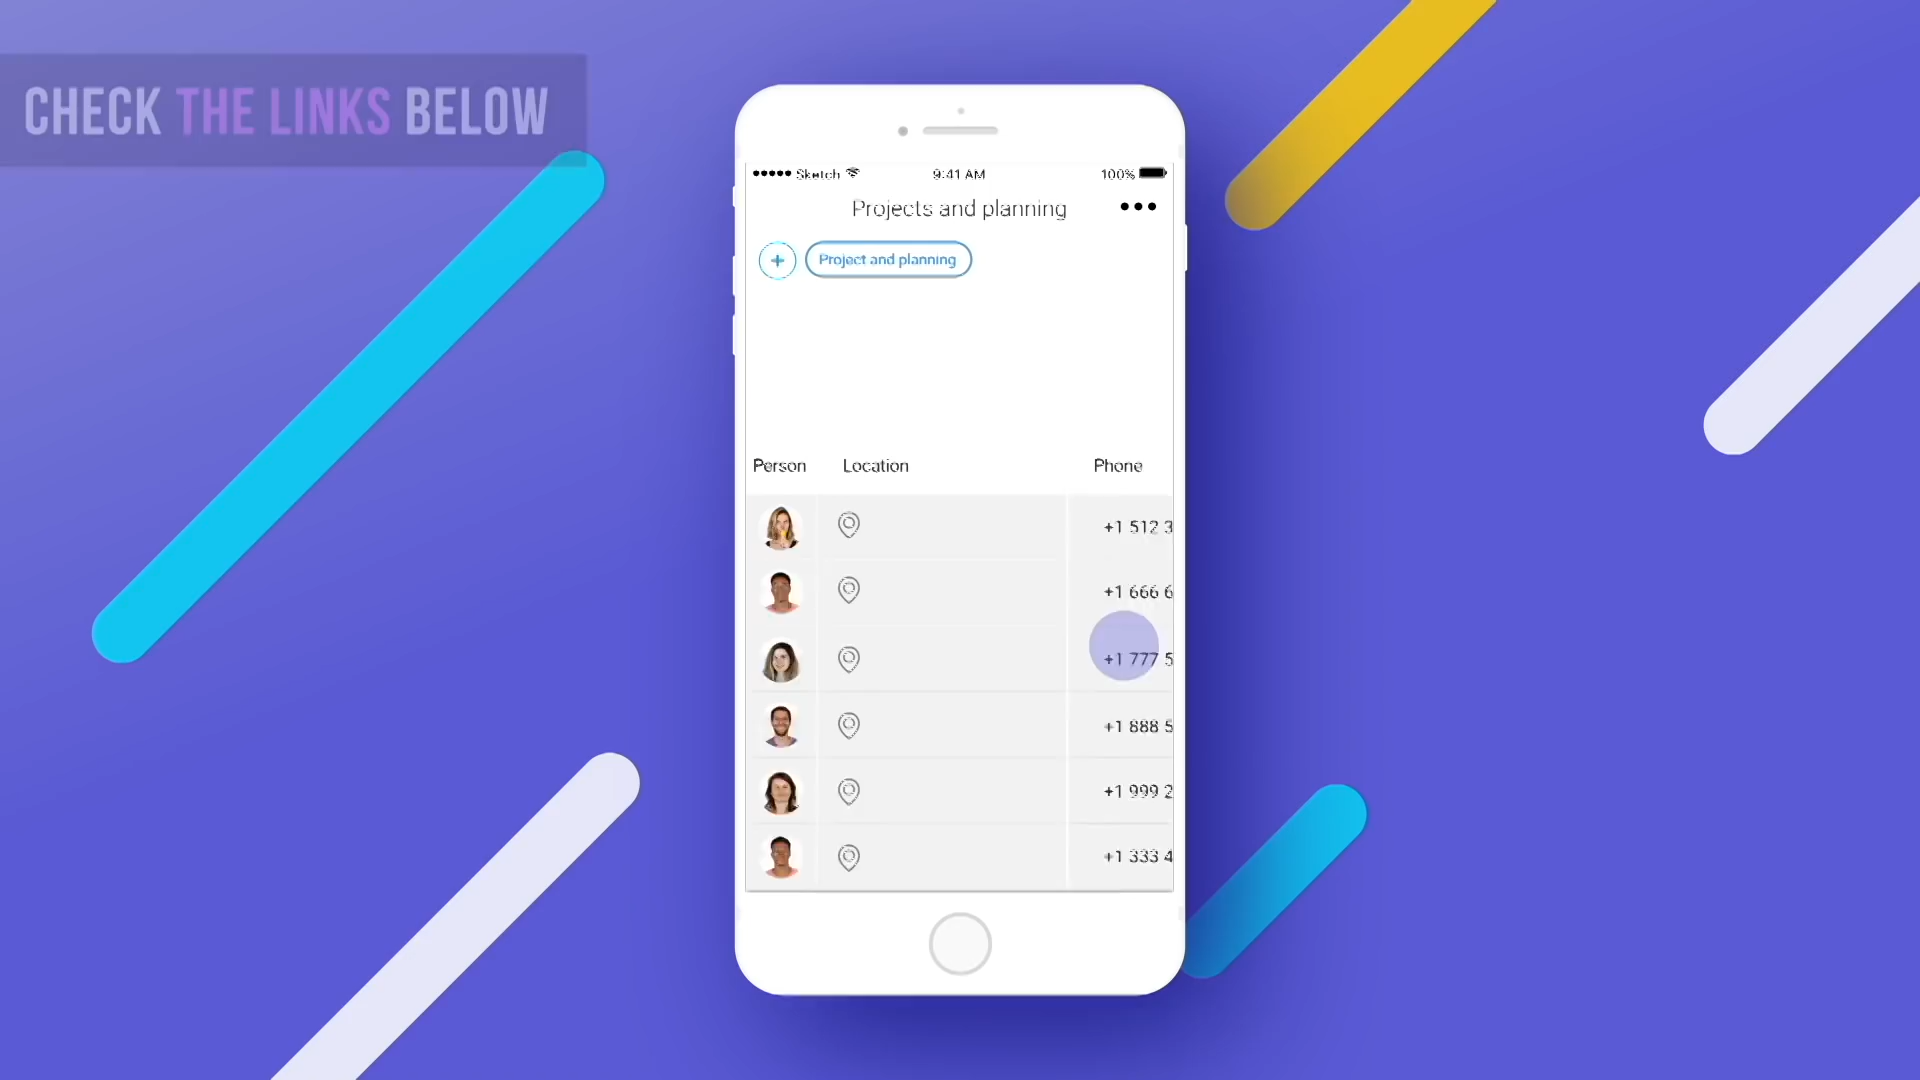 CHECK THE LINKS BELOW
Sketch 9:41 AM 100%
Projects and planning
+ Project and planning
Person Location Phone
+1 512 3
+1 666 6
+1 777 5
+1 888 5
+1 999 2
+1 333 4